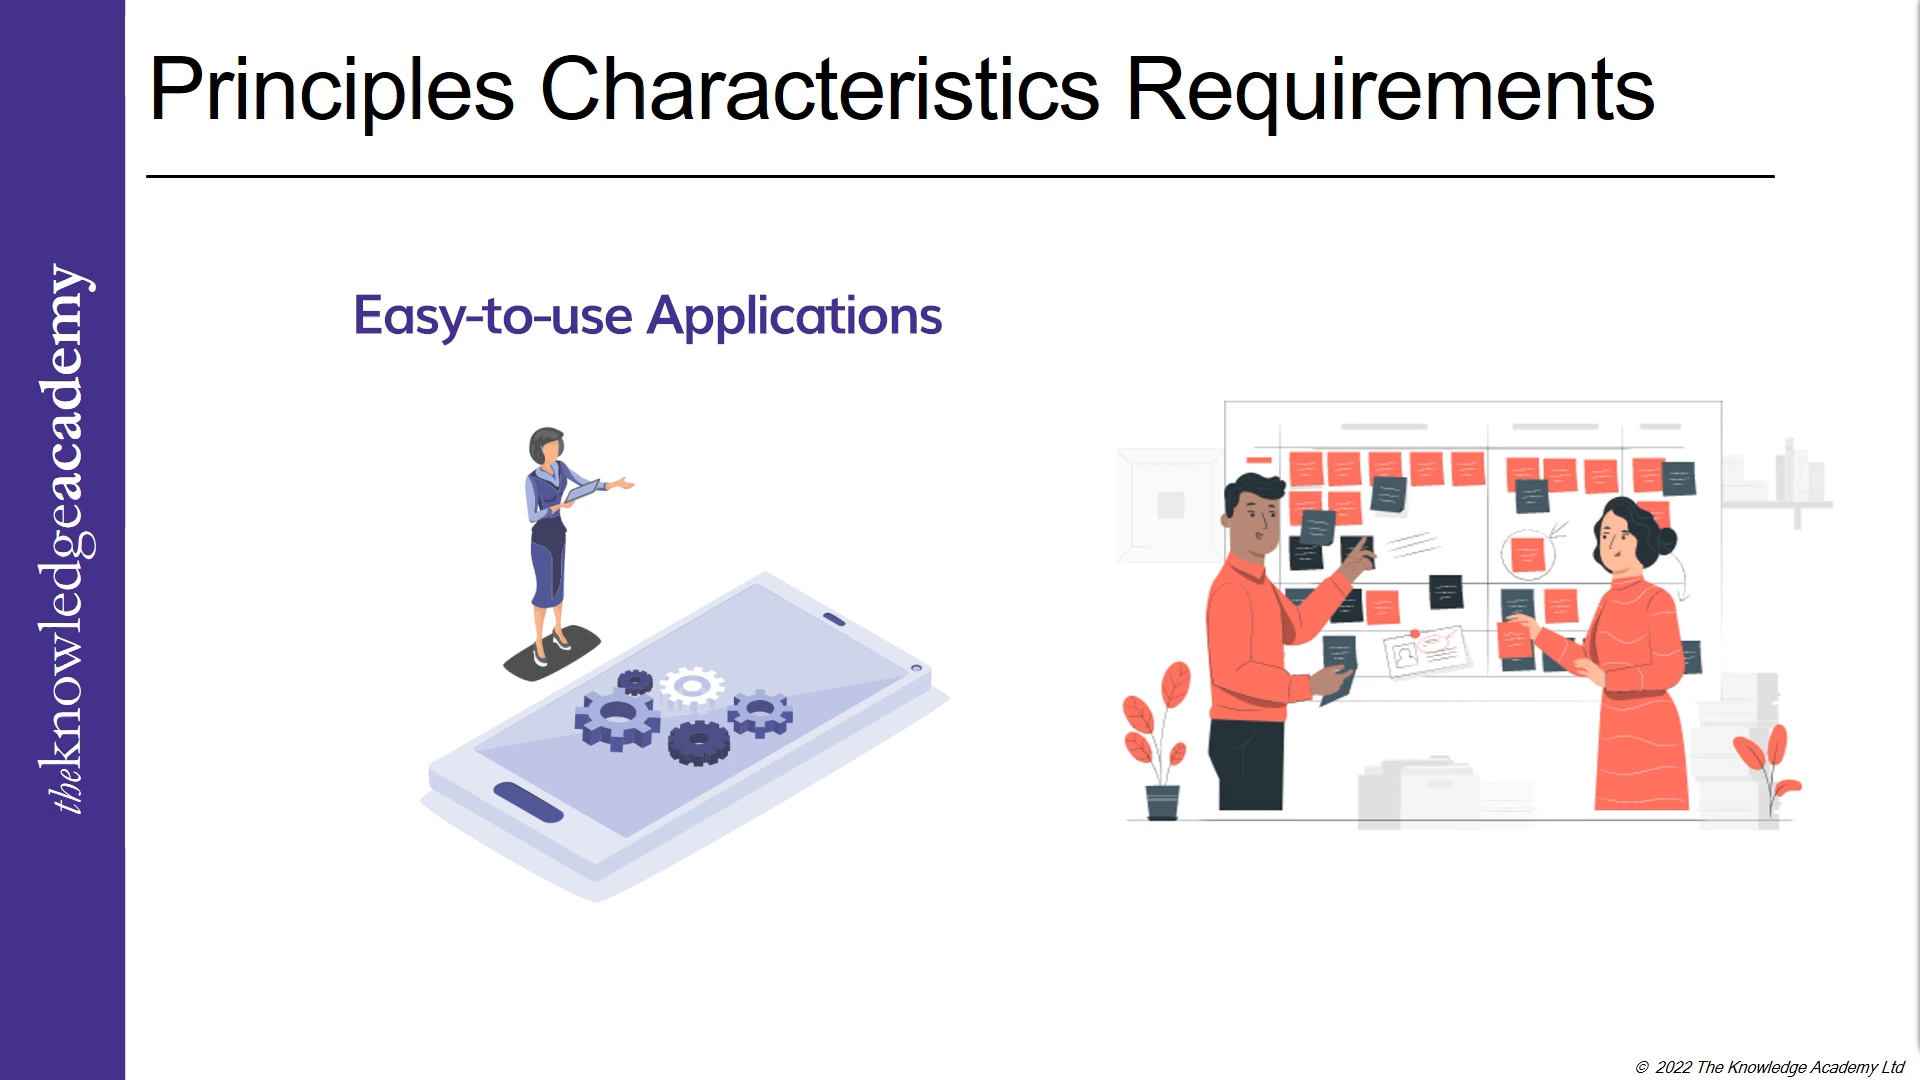 Principles Characteristics Requirements
theknowledgeacademy
Easy-to-use Applications
© 2022 The Knowledge Academy Ltd